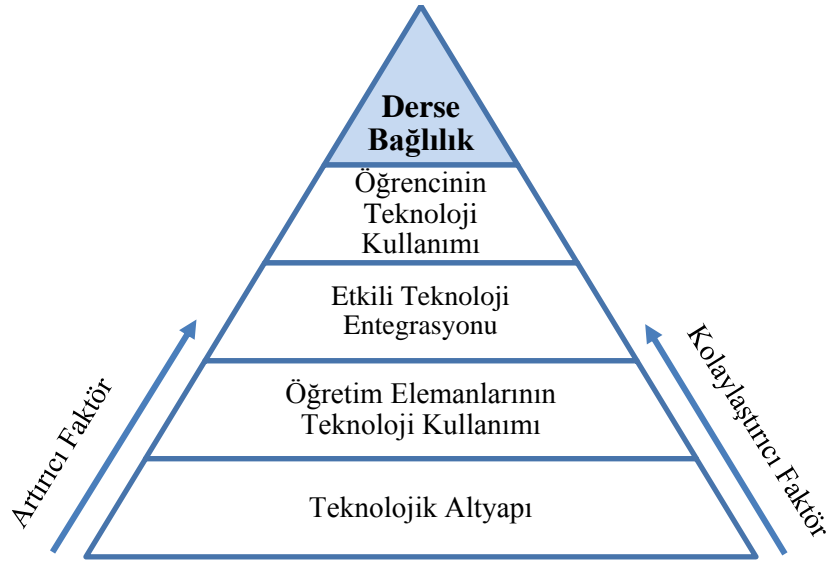 Derse
Bağlılık
Öğrencinin
Teknoloji
Kullanımı
Etkili Teknoloji
Entegrasyonu
Öğretim Elemanlarının
Teknoloji Kullanımı
Teknolojik Altyapı
Artırıcı Faktör
Kolaylaştırıcı Faktör